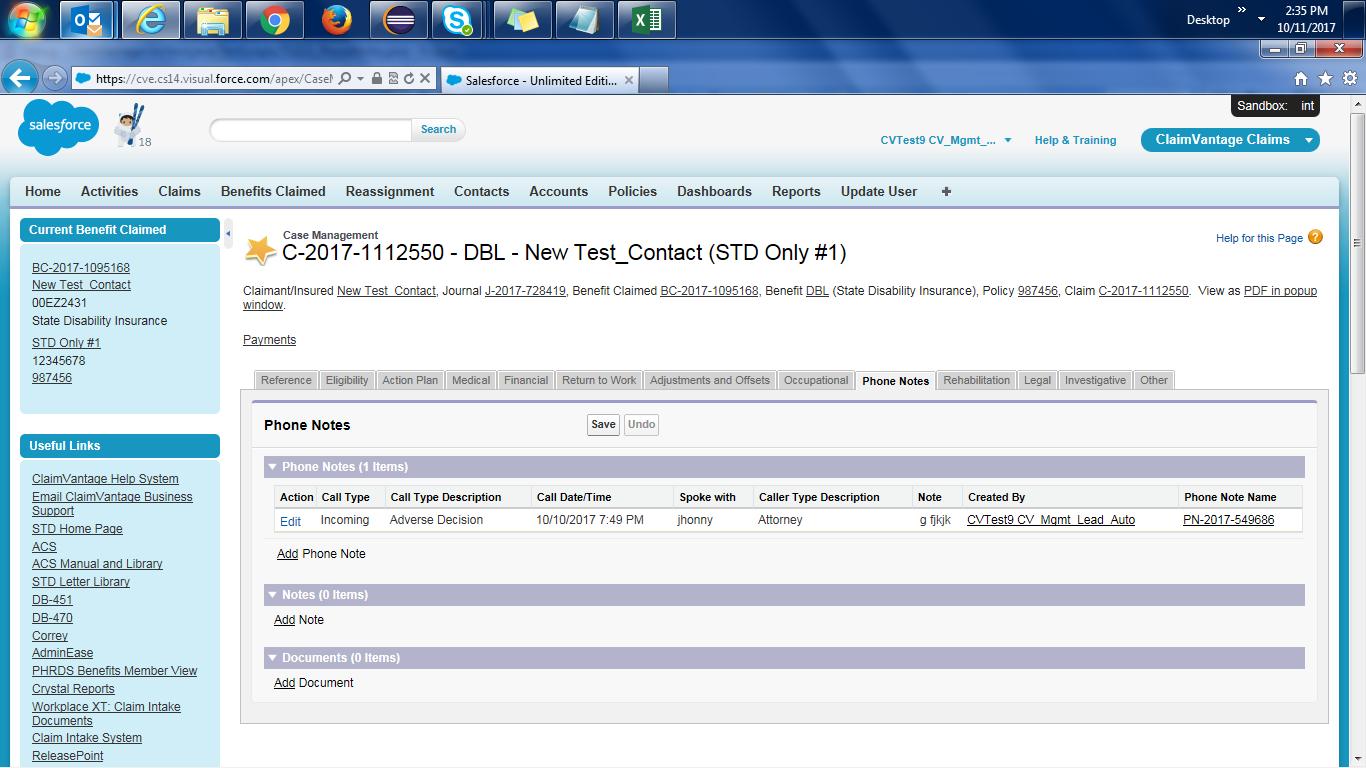 Desktop
»
2:35 PM
10/11/2017
https://cve.cs14.visual.force.com/apex/Case
Salesforce - Unlimited Editi...
salesforce
18
Search
Sandbox: int
CVTest9 CV_Mgmt_...
Help & Training
ClaimVantage Claims
Home Activities Claims Benefits Claimed Reassignment Contacts Accounts Policies Dashboards Reports Update User +
Current Benefit Claimed
BC-2017-1095168
New Test_Contact
00EZ2431
State Disability Insurance
STD Only #1
12345678
987456
Useful Links
ClaimVantage Help System
Email ClaimVantage Business
Support
STD Home Page
ACS
ACS Manual and Library
STD Letter Library
DB-451
DB-470
Correy
AdminEase
PHRDS Benefits Member View
Crystal Reports
Workplace XT: Claim Intake
Documents
Claim Intake System
ReleasePoint
Case Management
C-2017-1112550 - DBL - New Test_Contact (STD Only #1)
Help for this Page ?
Claimant/Insured New Test_Contact, Journal J-2017-728419, Benefit Claimed BC-2017-1095168, Benefit DBL (State Disability Insurance), Policy 987456, Claim C-2017-1112550. View as PDF in popup
window.
Payments
Reference Eligibility Action Plan Medical Financial Return to Work Adjustments and Offsets Occupational Phone Notes Rehabilitation Legal Investigative Other
Phone Notes
Save Undo
Phone Notes (1 Items)
Action Call Type Call Type Description Call Date/Time Spoke with Caller Type Description Note Created By Phone Note Name
Edit Incoming Adverse Decision 10/10/2017 7:49 PM jhonny Attorney g fjkjk CVTest9 CV_Mgmt_Lead_Auto PN-2017-549686
Add Phone Note
Notes (0 Items)
Add Note
Documents (0 Items)
Add Document